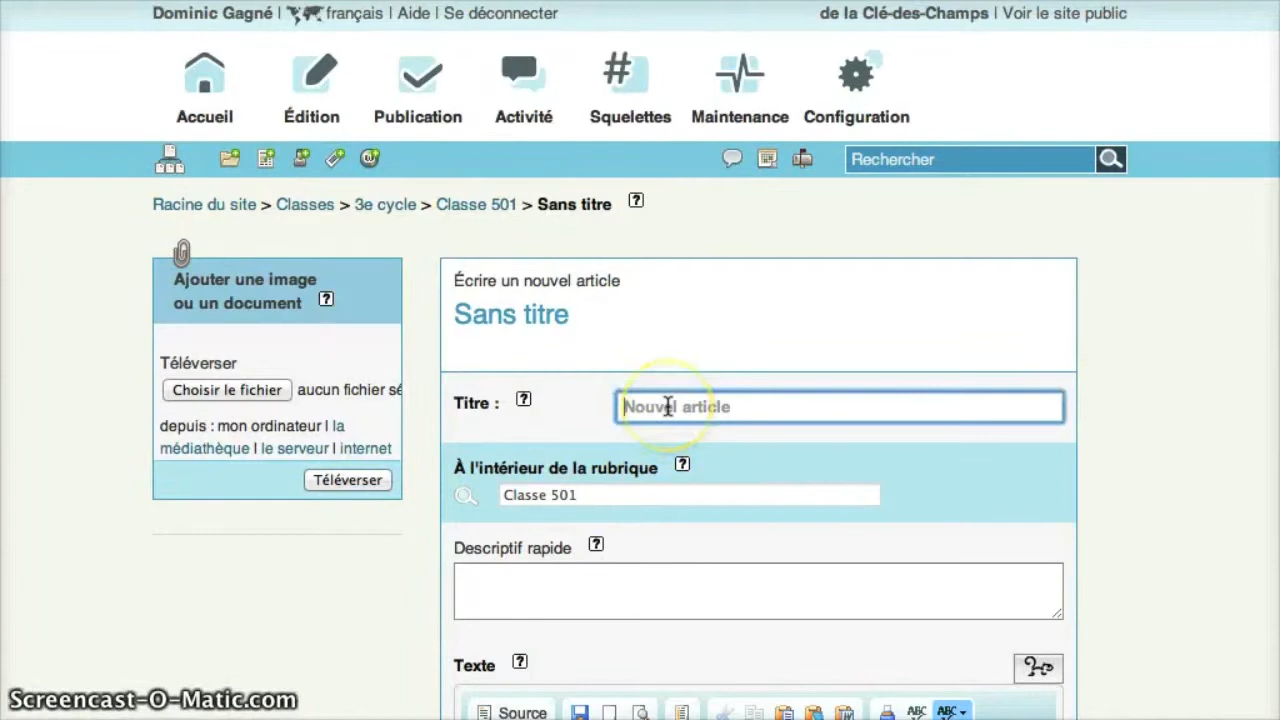 Dominic Gagné | français | Aide | Se déconnecter
de la Clé-des-Champs | Voir le site public
Accueil
Édition
Publication
Activité
#
Squelettes
Maintenance
Configuration
Rechercher
Racine du site > Classes > 3e cycle > Classe 501 > Sans titre ?
Ajouter une image
ou un document ?
Téléverser
Choisir le fichier aucun fichier sé
depuis : mon ordinateur | la
médiathèque | le serveur | internet
Téléverser
Écrire un nouvel article
Sans titre
Titre : ?
Nouvel article
À l'intérieur de la rubrique ?
Classe 501
Descriptif rapide ?
Texte ?
Source
ABC
ABC
Screencast-O-Matic.com